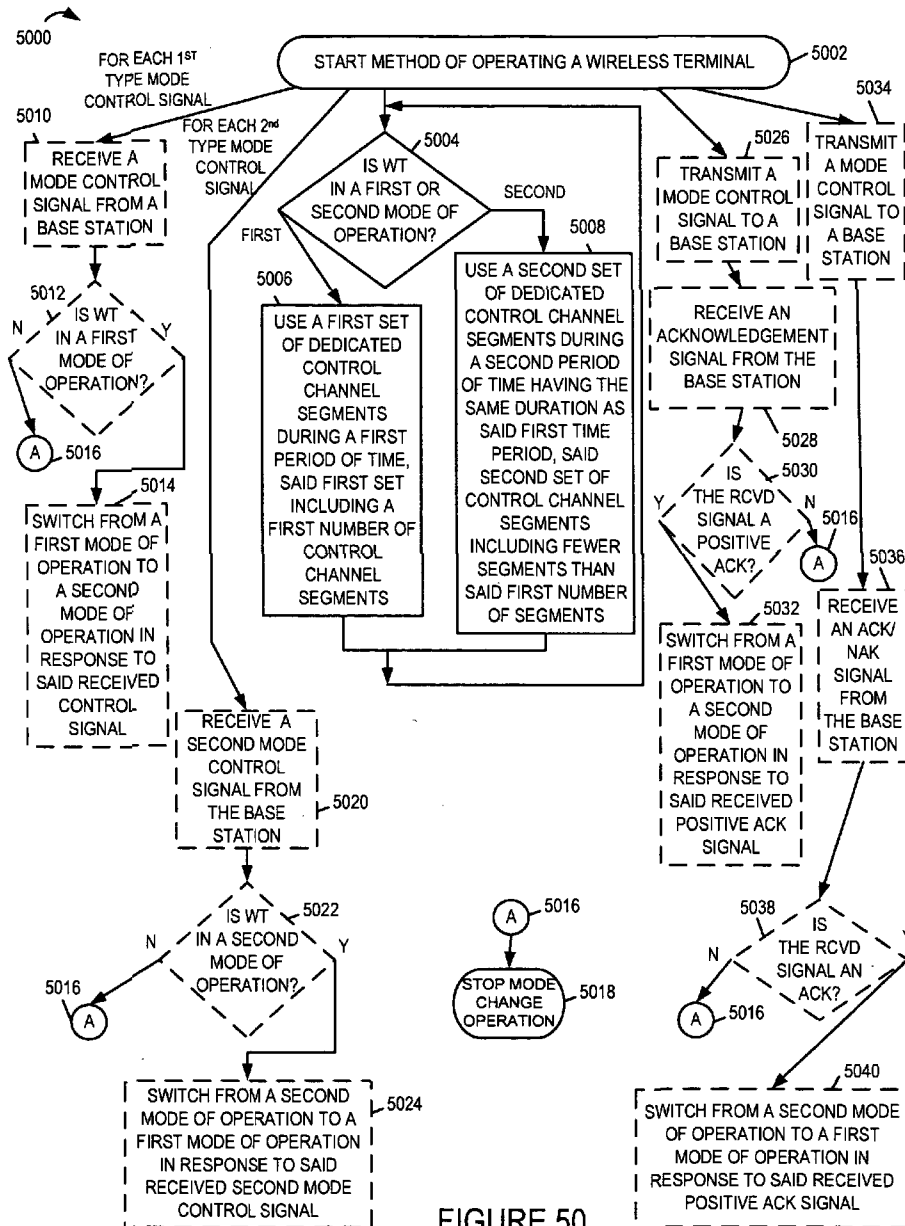 5000
START METHOD OF OPERATING A WIRELESS TERMINAL
5002
FOR EACH 1ST
TYPE MODE
CONTROL SIGNAL
5010
RECEIVE A
MODE CONTROL
SIGNAL FROM A
BASE STATION
5012
N
Y
IS WT
IN A FIRST
MODE OF
OPERATION?
A
5016
5014
SWITCH FROM A
FIRST MODE OF
OPERATION TO
A SECOND
MODE OF
OPERATION IN
RESPONSE TO
SAID RECEIVED
CONTROL
SIGNAL
FOR EACH 2nd
TYPE MODE
CONTROL
SIGNAL
RECEIVE A
SECOND MODE
CONTROL
SIGNAL FROM
THE BASE
STATION
5020
5022
IS WT
IN A SECOND
MODE OF
OPERATION?
N
Y
5016
A
SWITCH FROM A SECOND
MODE OF OPERATION TO A
FIRST MODE OF OPERATION
IN RESPONSE TO SAID
RECEIVED SECOND MODE
CONTROL SIGNAL
5024
5004
IS WT
IN A FIRST OR
SECOND MODE OF
OPERATION?
FIRST
SECOND
5006
USE A FIRST SET
OF DEDICATED
CONTROL
CHANNEL
SEGMENTS
DURING A FIRST
PERIOD OF TIME,
SAID FIRST SET
INCLUDING A
FIRST NUMBER OF
CONTROL
CHANNEL
SEGMENTS
5008
USE A SECOND SET
OF DEDICATED
CONTROL CHANNEL
SEGMENTS DURING
A SECOND PERIOD
OF TIME HAVING THE
SAME DURATION AS
SAID FIRST TIME
PERIOD, SAID
SECOND SET OF
CONTROL CHANNEL
SEGMENTS
INCLUDING FEWER
SEGMENTS THAN
SAID FIRST NUMBER
OF SEGMENTS
A
5016
STOP MODE
CHANGE
OPERATION
5018
5026
TRANSMIT A
MODE CONTROL
SIGNAL TO A
BASE STATION
RECEIVE AN
ACKNOWLEDGEMENT
SIGNAL FROM THE
BASE STATION
5028
5030
IS
THE RCVD
SIGNAL A
POSITIVE
ACK?
Y
N
5016
A
5032
SWITCH FROM A
FIRST MODE OF
OPERATION TO
A SECOND
MODE OF
OPERATION IN
RESPONSE TO
SAID RECEIVED
POSITIVE ACK
SIGNAL
5034
TRANSMIT
A MODE
CONTROL
SIGNAL TO
A BASE
STATION
5036
RECEIVE
AN ACK/
NAK
SIGNAL
FROM
THE BASE
STATION
5038
IS
THE RCVD
SIGNAL AN
ACK?
N
Y
A
5016
5040
SWITCH FROM A SECOND MODE
OF OPERATION TO A FIRST
MODE OF OPERATION IN
RESPONSE TO SAID RECEIVED
POSITIVE ACK SIGNAL
FIGURE 50